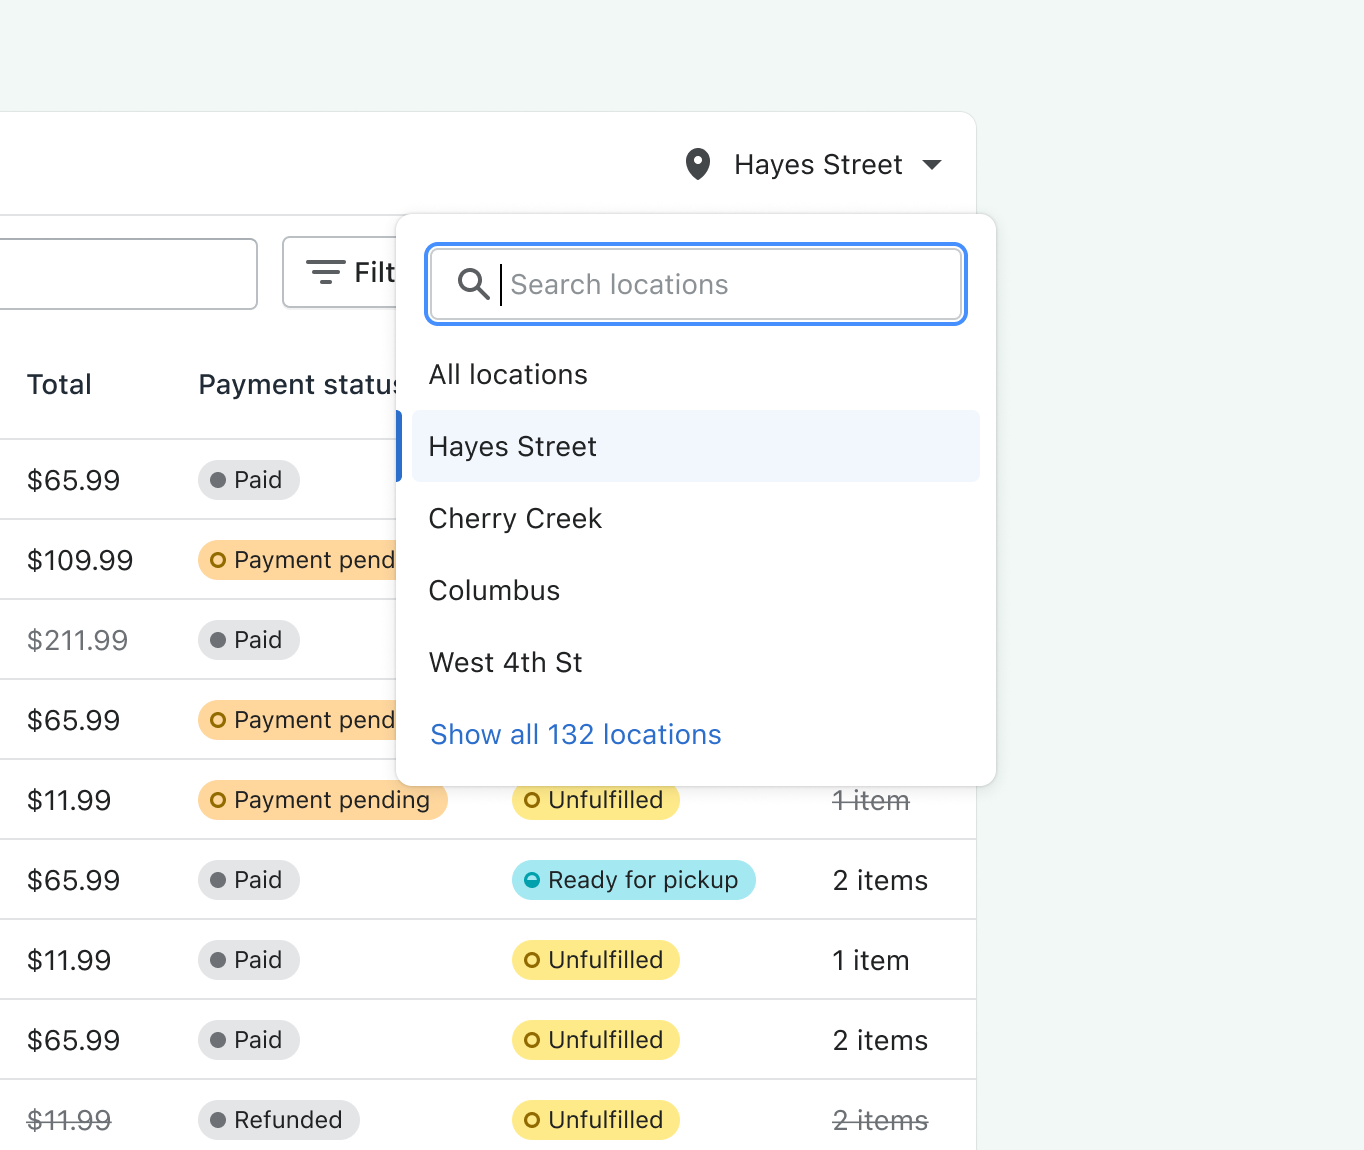 Hayes Street
Search locations
All locations
Hayes Street
Cherry Creek
Columbus
West 4th St
Show all 132 locations
Filt
Total Payment status
$65.99 Paid
$109.99 Payment pend
$211.99 Paid
$65.99 Payment pend
$11.99 Payment pending Unfulfilled 1 item
$65.99 Paid Ready for pickup 2 items
$11.99 Paid Unfulfilled 1 item
$65.99 Paid Unfulfilled 2 items
$11.99 Refunded Unfulfilled 2 items